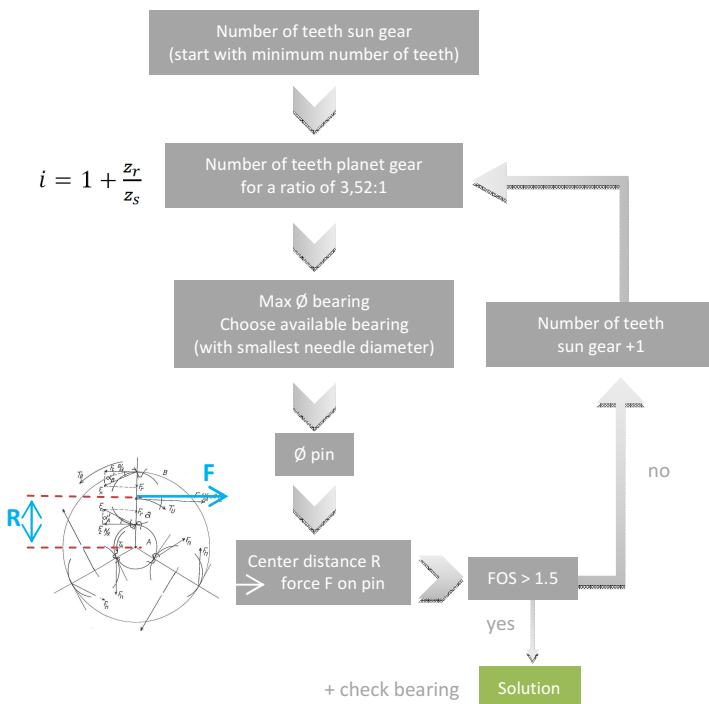 Number of teeth sun gear
(start with minimum number of teeth)
i = 1 + z_r / z_s
Number of teeth planet gear
for a ratio of 3,52:1
Max Ø bearing
Choose available bearing
(with smallest needle diameter)
Number of teeth
sun gear +1
Ø pin
no
F
R
B
A
Center distance R
→ force F on pin
FOS > 1.5
yes
+ check bearing
Solution